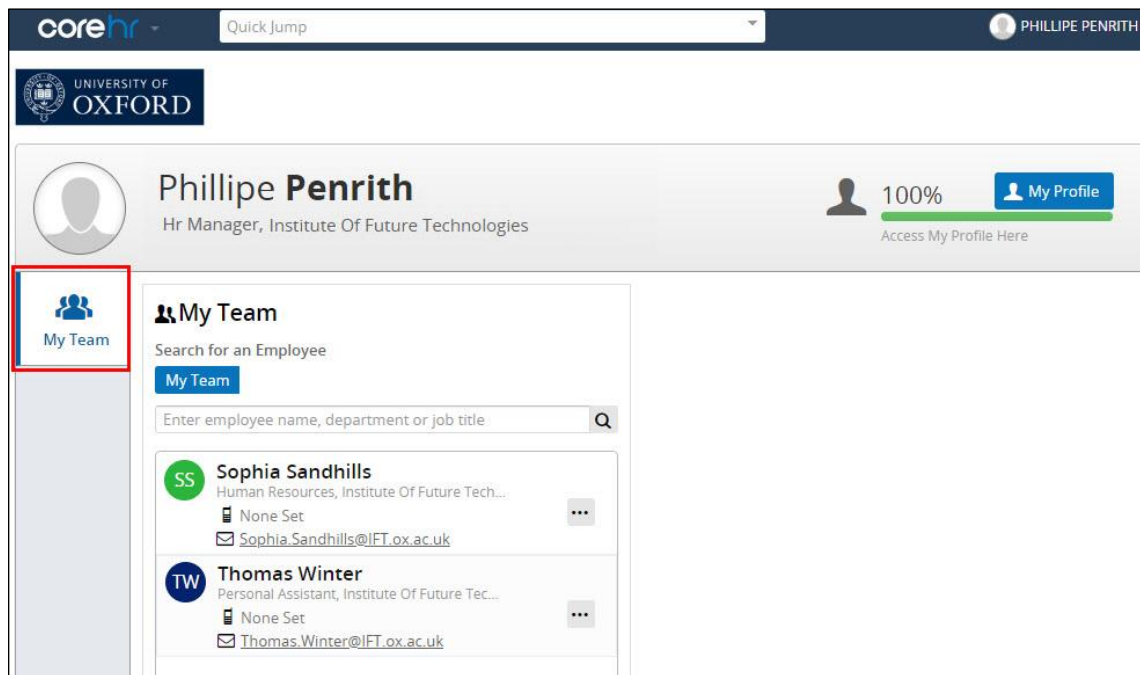 corehr
Quick Jump
PHILLIPE PENRITH
UNIVERSITY OF
OXFORD
Phillipe Penrith
Hr Manager, Institute Of Future Technologies
100%
My Profile
Access My Profile Here
My Team
My Team
Search for an Employee
My Team
Enter employee name, department or job title
SS
Sophia Sandhills
Human Resources, Institute Of Future Tech...
None Set
Sophia.Sandhills@IFT.ox.ac.uk
TW
Thomas Winter
Personal Assistant, Institute Of Future Tec...
None Set
Thomas.Winter@IFT.ox.ac.uk